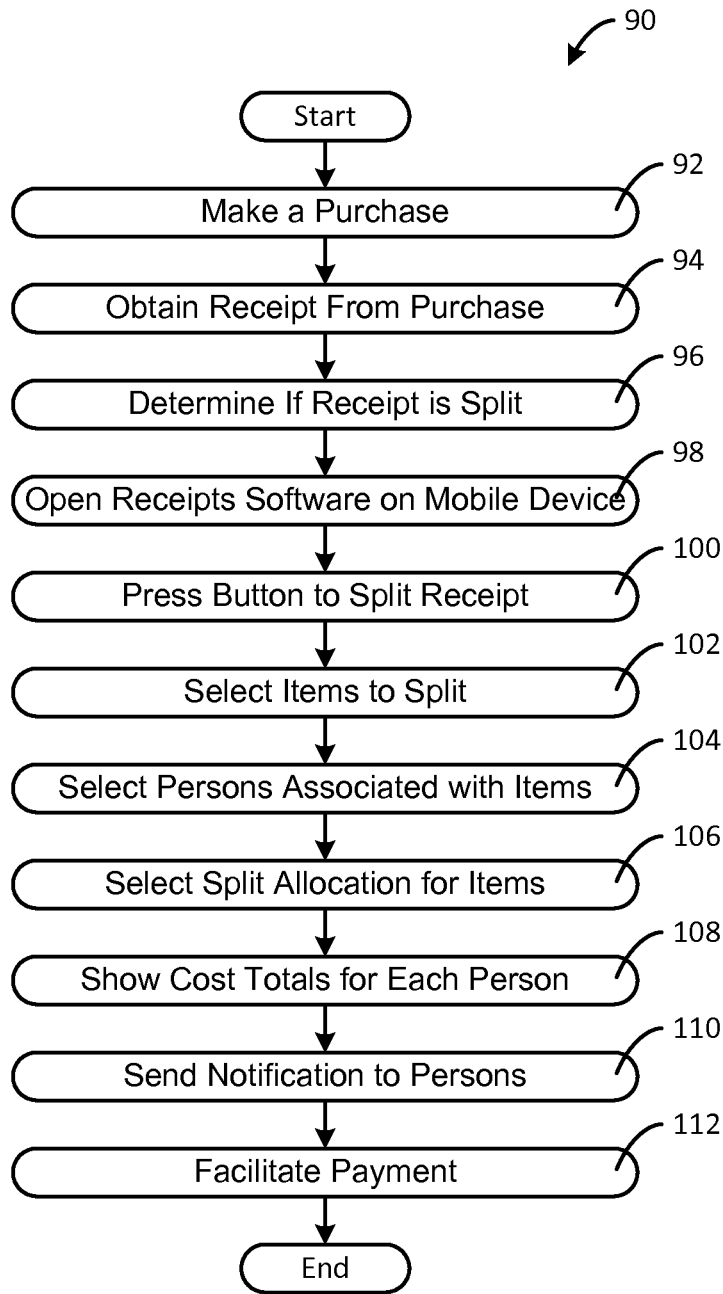 90
Start
Make a Purchase
92
Obtain Receipt From Purchase
94
Determine If Receipt is Split
96
Open Receipts Software on Mobile Device
98
Press Button to Split Receipt
100
Select Items to Split
102
Select Persons Associated with Items
104
Select Split Allocation for Items
106
Show Cost Totals for Each Person
108
Send Notification to Persons
110
Facilitate Payment
112
End